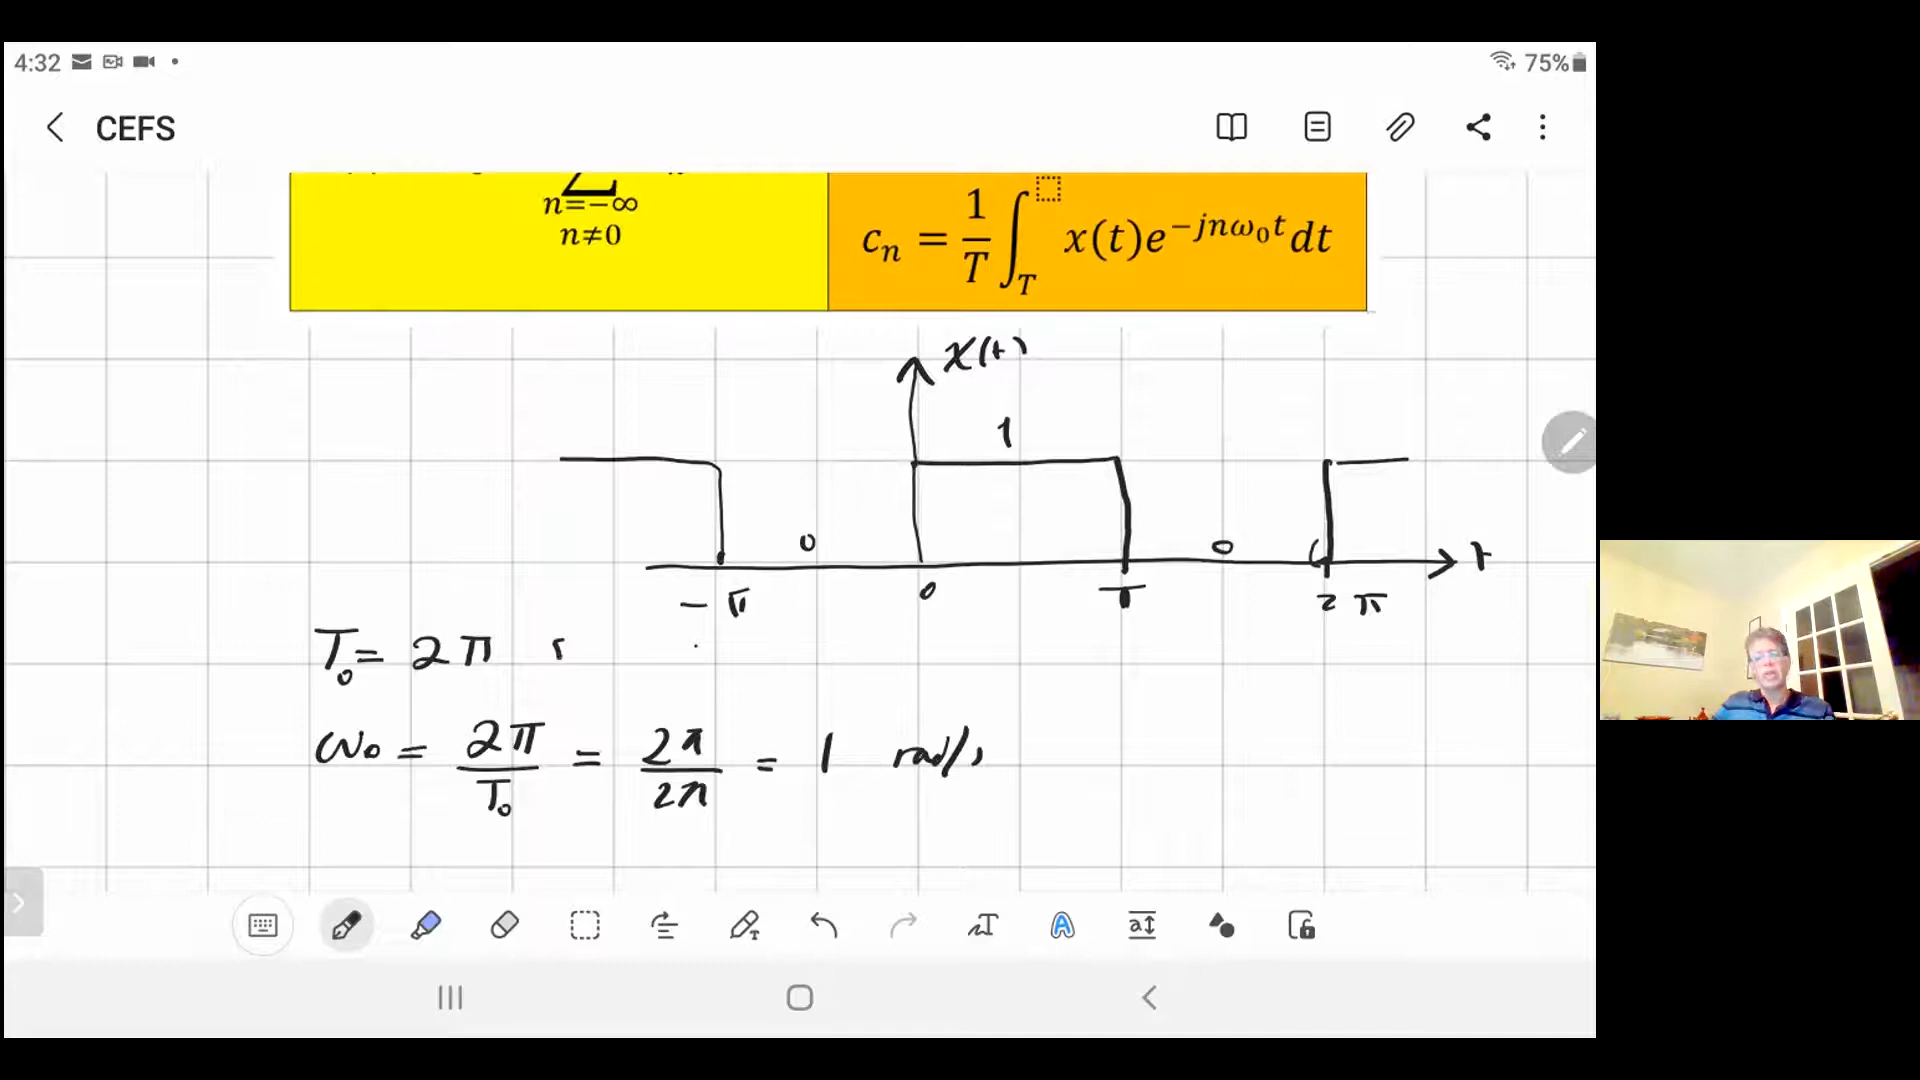 4:32 75%
CEFS
n=−∞
n≠0
cₙ = 1/T ∫_T x(t)e^{−jnω₀t}dt
x(t)
1
0 0 t
−π 0 π 2π
T₀ = 2π s
ω₀ = 2π/T₀ = 2π/2π = 1 rad/s